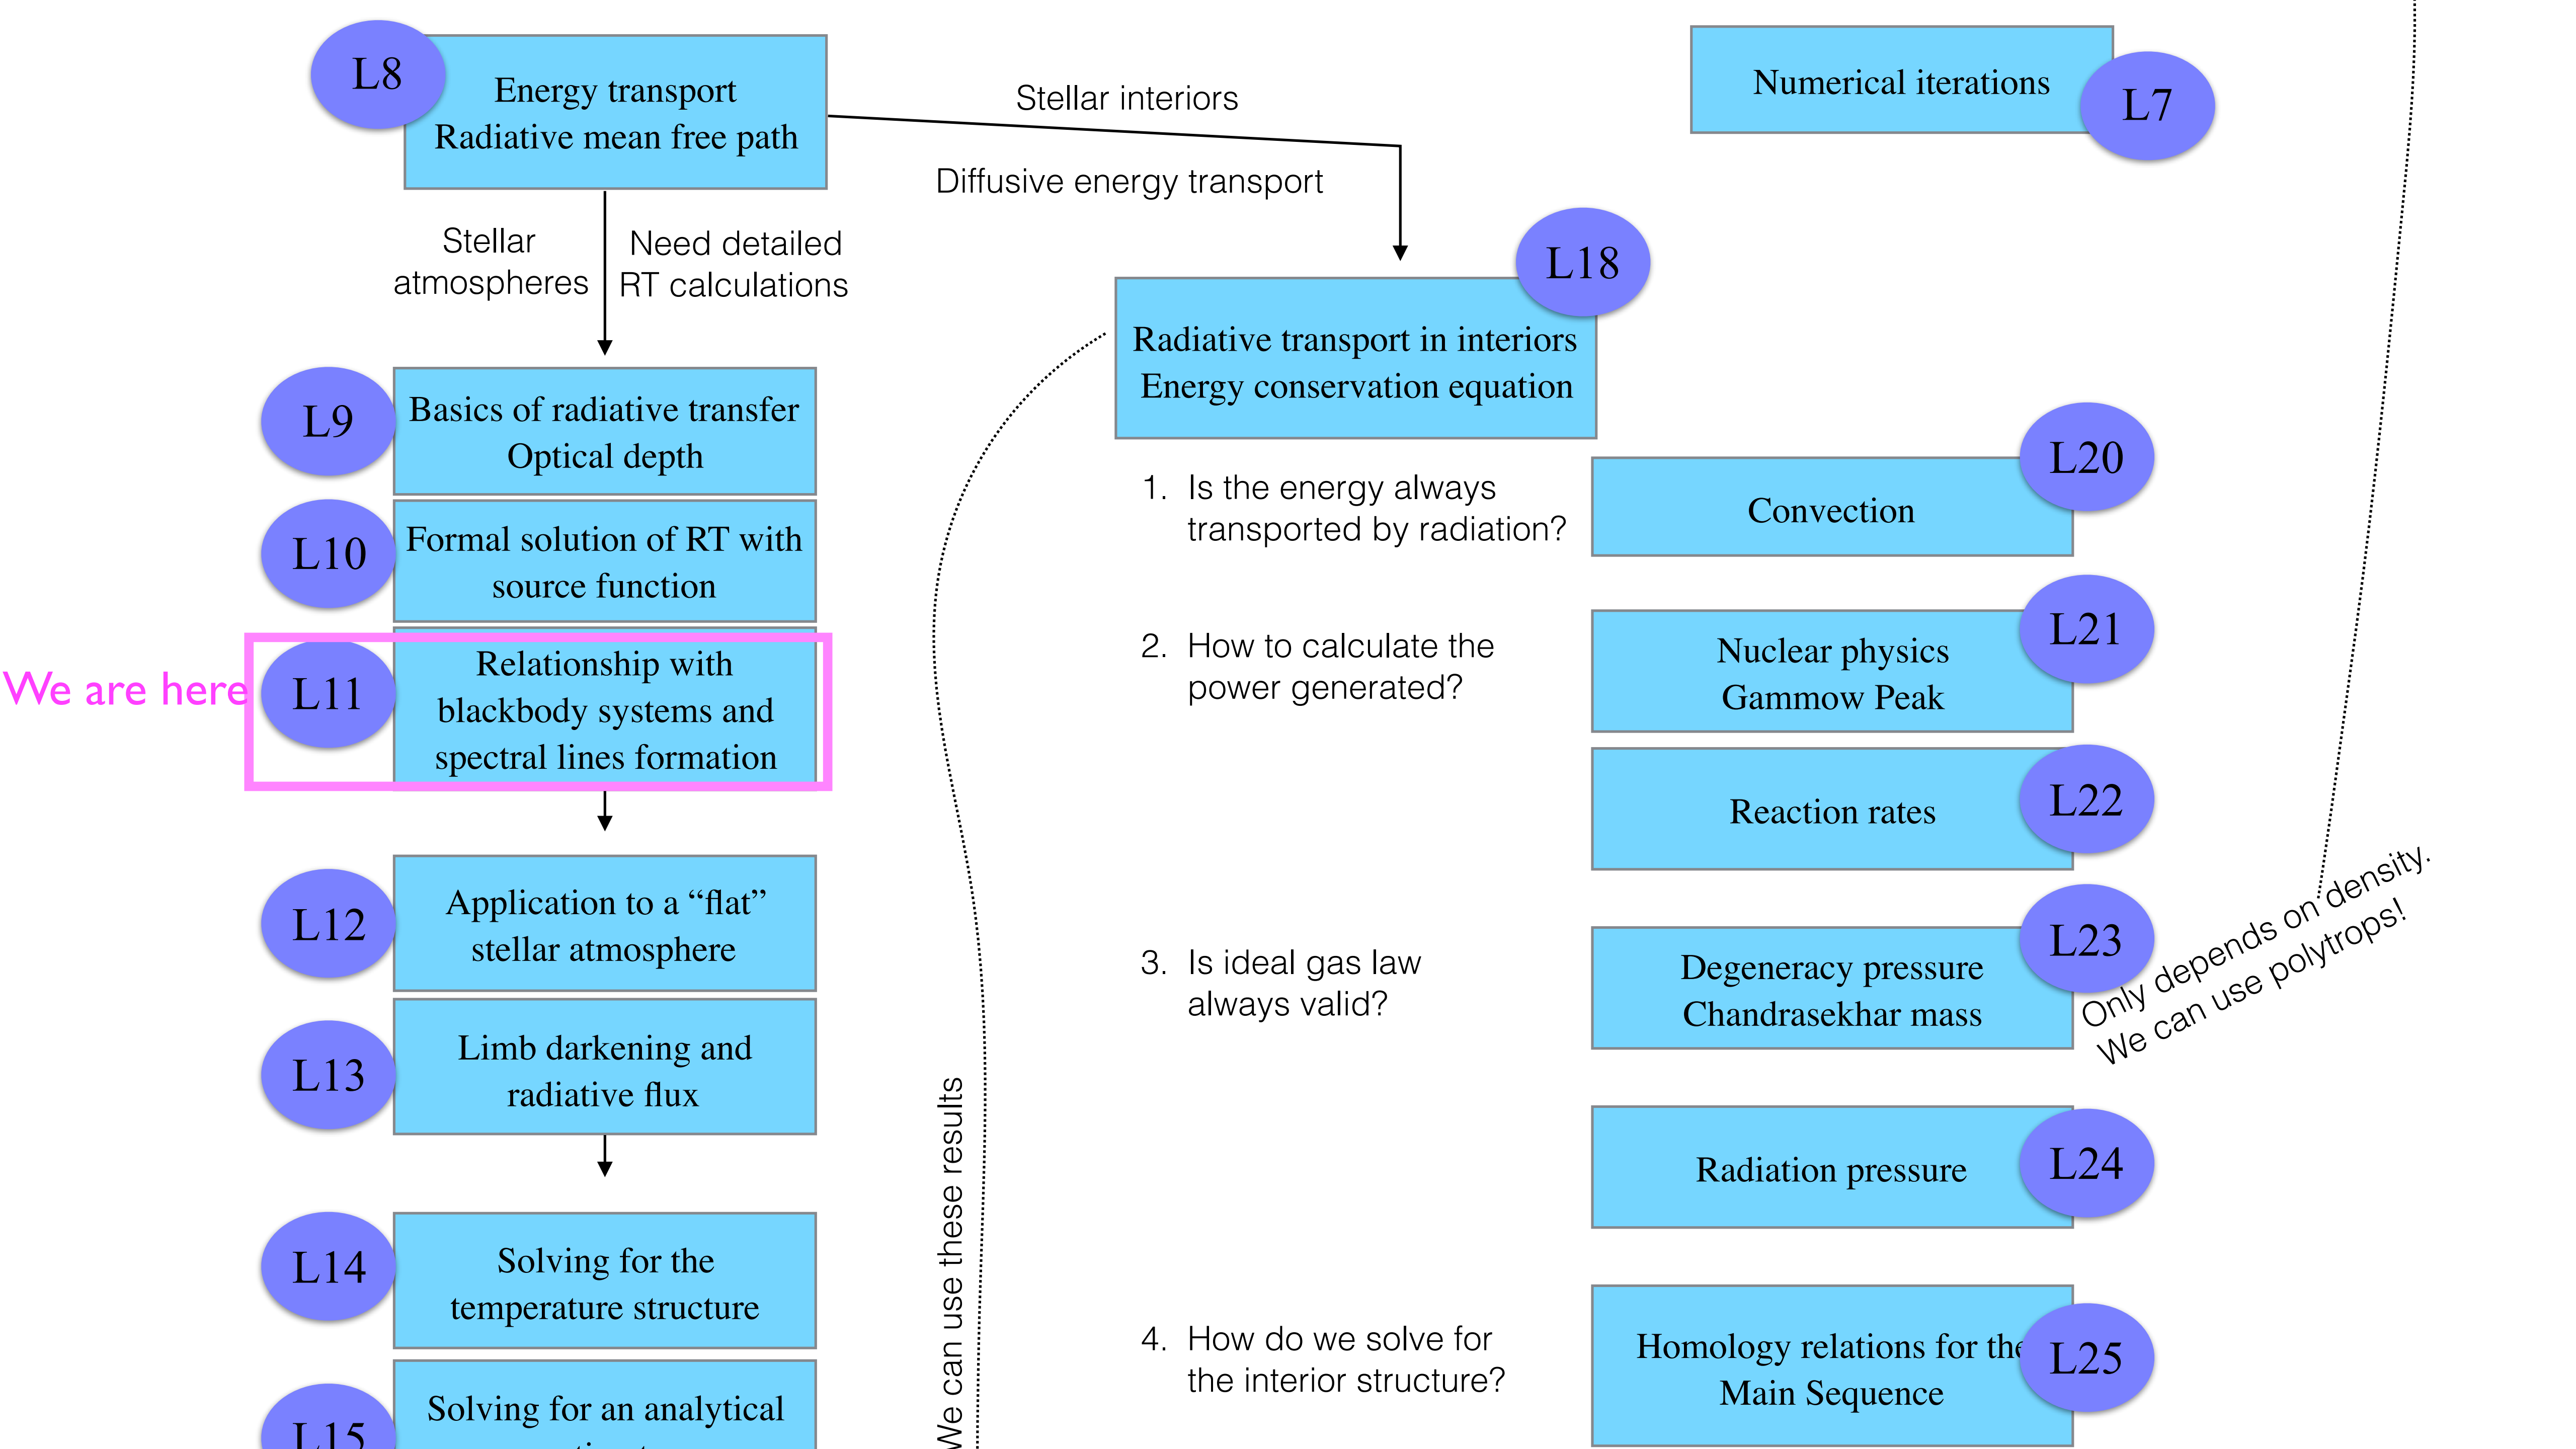 L8
Energy transport
Radiative mean free path
Stellar interiors
Diffusive energy transport
Numerical iterations
L7
Stellar
atmospheres
Need detailed
RT calculations
L18
Radiative transport in interiors
Energy conservation equation
L9
Basics of radiative transfer
Optical depth
L10
Formal solution of RT with
source function
We are here
L11
Relationship with
blackbody systems and
spectral lines formation
L12
Application to a “flat”
stellar atmosphere
L13
Limb darkening and
radiative flux
L14
Solving for the
temperature structure
L15
Solving for an analytical
We can use these results
1. Is the energy always
transported by radiation?
L20
Convection
2. How to calculate the
power generated?
L21
Nuclear physics
Gammow Peak
L22
Reaction rates
3. Is ideal gas law
always valid?
L23
Degeneracy pressure
Chandrasekhar mass
Only depends on density.
We can use polytrops!
L24
Radiation pressure
4. How do we solve for
the interior structure?
L25
Homology relations for the
Main Sequence